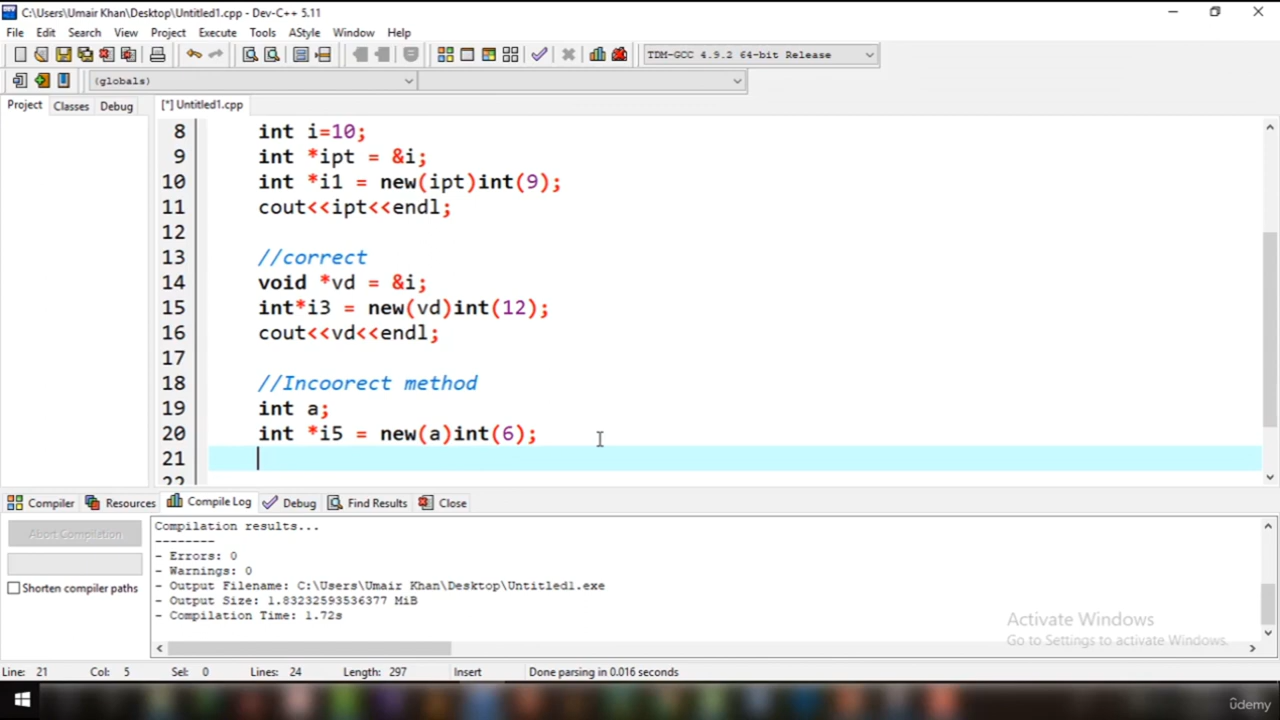 C:\Users\Umair Khan\Desktop\Untitled1.cpp - Dev-C++ 5.11
File Edit Search View Project Execute Tools AStyle Window Help
TDM-GCC 4.9.2 64-bit Release
(globals)
Project Classes Debug [*] Untitled1.cpp
8 int i=10;
9 int *ipt = &i;
10 int *i1 = new(ipt)int(9);
11 cout<<ipt<<endl;
12
13 //correct
14 void *vd = &i;
15 int*i3 = new(vd)int(12);
16 cout<<vd<<endl;
17
18 //Incoorect method
19 int a;
20 int *i5 = new(a)int(6);
21
22
Compiler Resources Compile Log Debug Find Results Close
Abort Compilation
Shorten compiler paths
Compilation results...
--------
- Errors: 0
- Warnings: 0
- Output Filename: C:\Users\Umair Khan\Desktop\Untitled1.exe
- Output Size: 1.83232593536377 MiB
- Compilation Time: 1.72s
Activate Windows
Go to Settings to activate Windows.
Line: 21 Col: 5 Sel: 0 Lines: 24 Length: 297 Insert Done parsing in 0.016 seconds
ûdemy